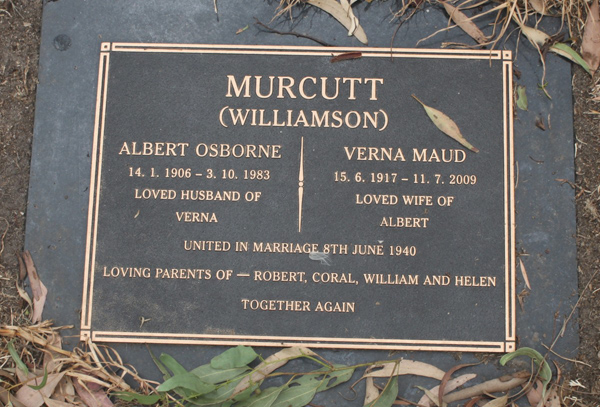 MURCUTT
(WILLIAMSON)
ALBERT OSBORNE
14. 1. 1906 – 3. 10. 1983
LOVED HUSBAND OF
VERNA
VERNA MAUD
15. 6. 1917 – 11. 7. 2009
LOVED WIFE OF
ALBERT
UNITED IN MARRIAGE 8TH JUNE 1940
LOVING PARENTS OF — ROBERT, CORAL, WILLIAM AND HELEN
TOGETHER AGAIN